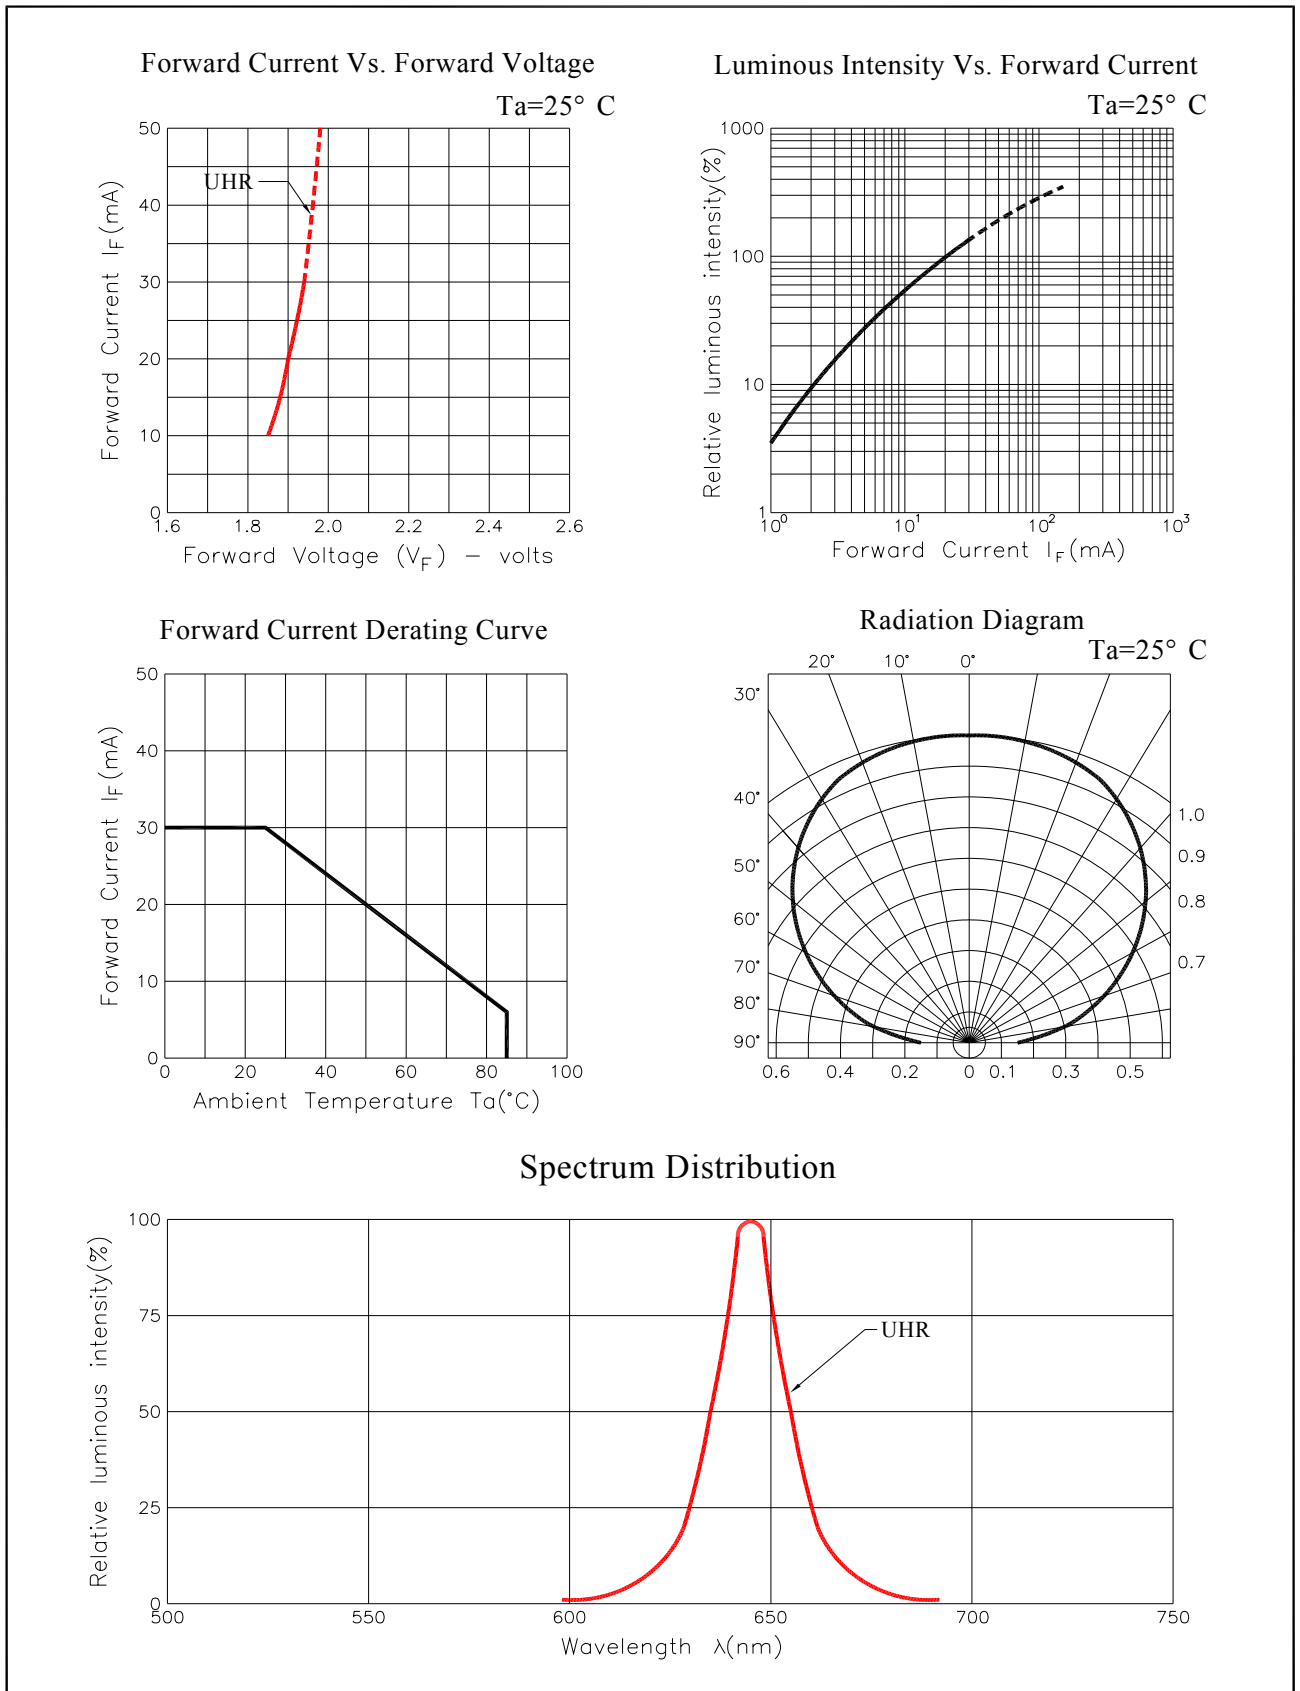 Forward Current Vs. Forward Voltage
Ta=25° C
50
40
30
20
10
0
Forward Current IF(mA)
UHR
1.6 1.8 2.0 2.2 2.4 2.6
Forward Voltage (VF) – volts
Luminous Intensity Vs. Forward Current
Ta=25° C
1000
100
10
1
Relative luminous intensity(%)
10⁰ 10¹ 10² 10³
Forward Current IF(mA)
Forward Current Derating Curve
50
40
30
20
10
0
Forward Current IF(mA)
0 20 40 60 80 100
Ambient Temperature Ta(°C)
Radiation Diagram
Ta=25° C
20° 10° 0°
30°
40°
50°
60°
70°
80°
90°
1.0
0.9
0.8
0.7
0.6 0.4 0.2 0 0.1 0.3 0.5
Spectrum Distribution
100
75
50
25
0
Relative luminous intensity(%)
UHR
500 550 600 650 700 750
Wavelength λ(nm)